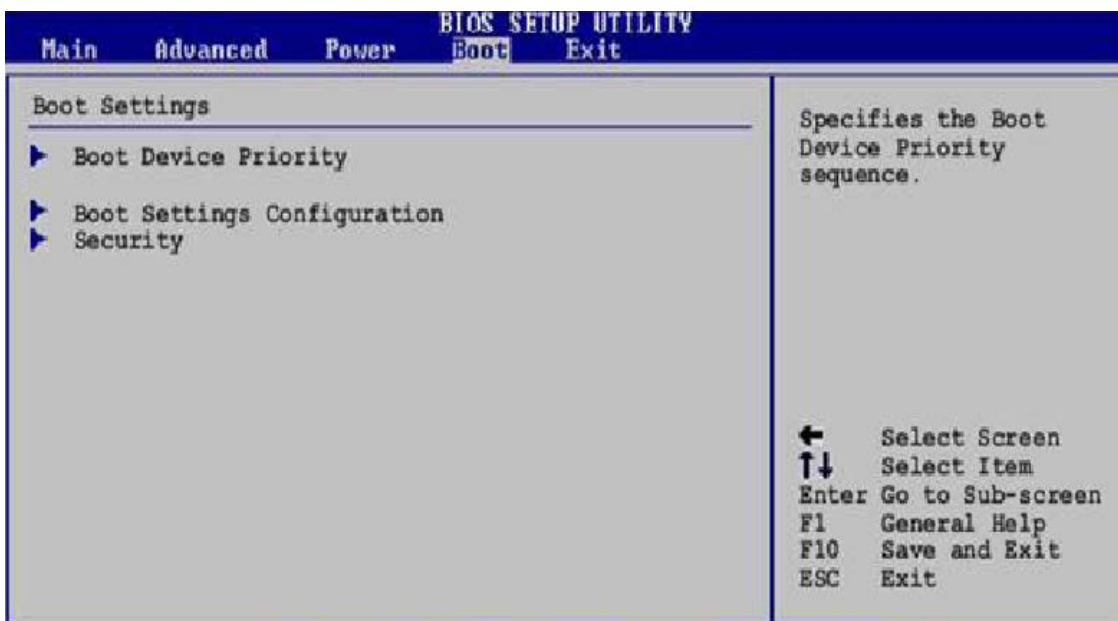 BIOS SETUP UTILITY
Main Advanced Power Boot Exit
Boot Settings
Boot Device Priority
Boot Settings Configuration
Security
Specifies the Boot
Device Priority
sequence.
← Select Screen
↑↓ Select Item
Enter Go to Sub-screen
F1 General Help
F10 Save and Exit
ESC Exit